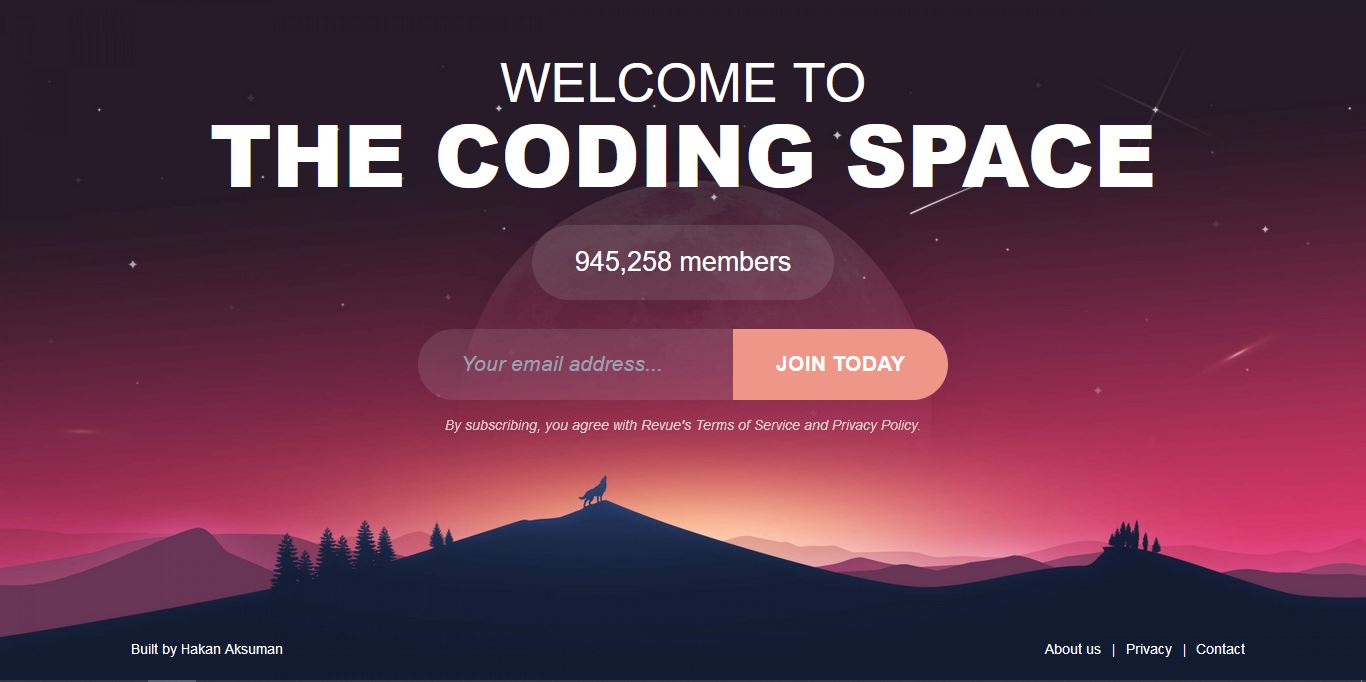 WELCOME TO
THE CODING SPACE
945,258 members
Your email address...
JOIN TODAY
By subscribing, you agree with Revue's Terms of Service and Privacy Policy.
Built by Hakan Aksuman
About us | Privacy | Contact